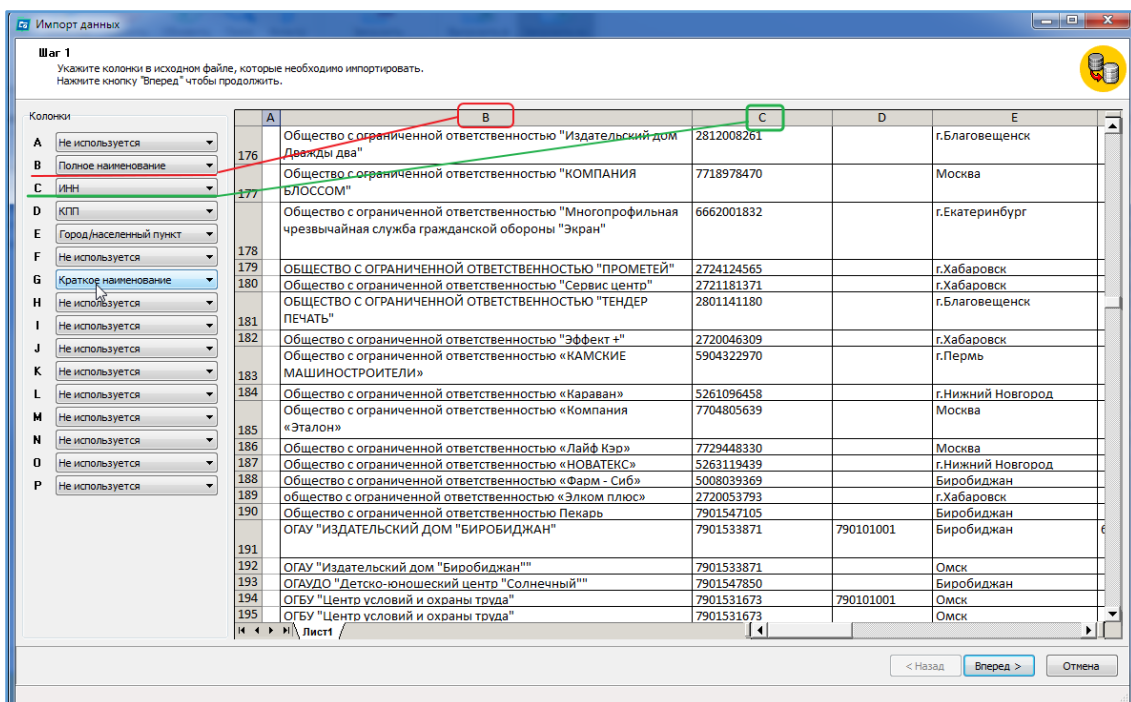 Импорт данных
Шаг 1
Укажите колонки в исходном файле, которые необходимо импортировать.
Нажмите кнопку "Вперед" чтобы продолжить.
Колонки
A Не используется
B Полное наименование
C ИНН
D КПП
E Город/населенный пункт
F Не используется
G Краткое наименование
H Не используется
I Не используется
J Не используется
K Не используется
L Не используется
M Не используется
N Не используется
O Не используется
P Не используется
A B C D E
Общество с ограниченной ответственностью "Издательский дом 2812008261 г.Благовещенск
176 Дважды два"
Общество с ограниченной ответственностью "КОМПАНИЯ 7718978470 Москва
177 БЛОССОМ"
Общество с ограниченной ответственностью "Многопрофильная 6662001832 г.Екатеринбург
чрезвычайная служба гражданской обороны "Экран"
178
179 ОБЩЕСТВО С ОГРАНИЧЕННОЙ ОТВЕТСТВЕННОСТЬЮ "ПРОМЕТЕЙ" 2724124565 г.Хабаровск
180 Общество с ограниченной ответственностью "Сервис центр" 2721181371 г.Хабаровск
ОБЩЕСТВО С ОГРАНИЧЕННОЙ ОТВЕТСТВЕННОСТЬЮ "ТЕНДЕР 2801141180 г.Благовещенск
181 ПЕЧАТЬ"
182 Общество с ограниченной ответственностью "Эффект +" 2720046309 г.Хабаровск
Общество с ограниченной ответственностью «КАМСКИЕ 5904322970 г.Пермь
183 МАШИНОСТРОИТЕЛИ»
184 Общество с ограниченной ответственностью «Караван» 5261096458 г.Нижний Новгород
Общество с ограниченной ответственностью «Компания 7704805639 Москва
185 «Эталон»
186 Общество с ограниченной ответственностью «Лайф Кэр» 7729448330 Москва
187 Общество с ограниченной ответственностью «НОВАТЕКС» 5263119439 г.Нижний Новгород
188 Общество с ограниченной ответственностью «Фарм - Сиб» 5008039369 Биробиджан
189 общество с ограниченной ответственностью «Элком плюс» 2720053793 г.Хабаровск
190 Общество с ограниченной ответственностью Пекарь 7901547105 Биробиджан
ОГАУ "ИЗДАТЕЛЬСКИЙ ДОМ "БИРОБИДЖАН" 7901533871 790101001 Биробиджан
191
192 ОГАУ "Издательский дом "Биробиджан"" 7901533871 Омск
193 ОГАУДО "Детско-юношеский центр "Солнечный"" 7901547850 Биробиджан
194 ОГБУ "Центр условий и охраны труда" 7901531673 790101001 Омск
195 ОГБУ "Центр условий и охраны труда" 7901531673 Омск
Лист1
< Назад Вперед > Отмена